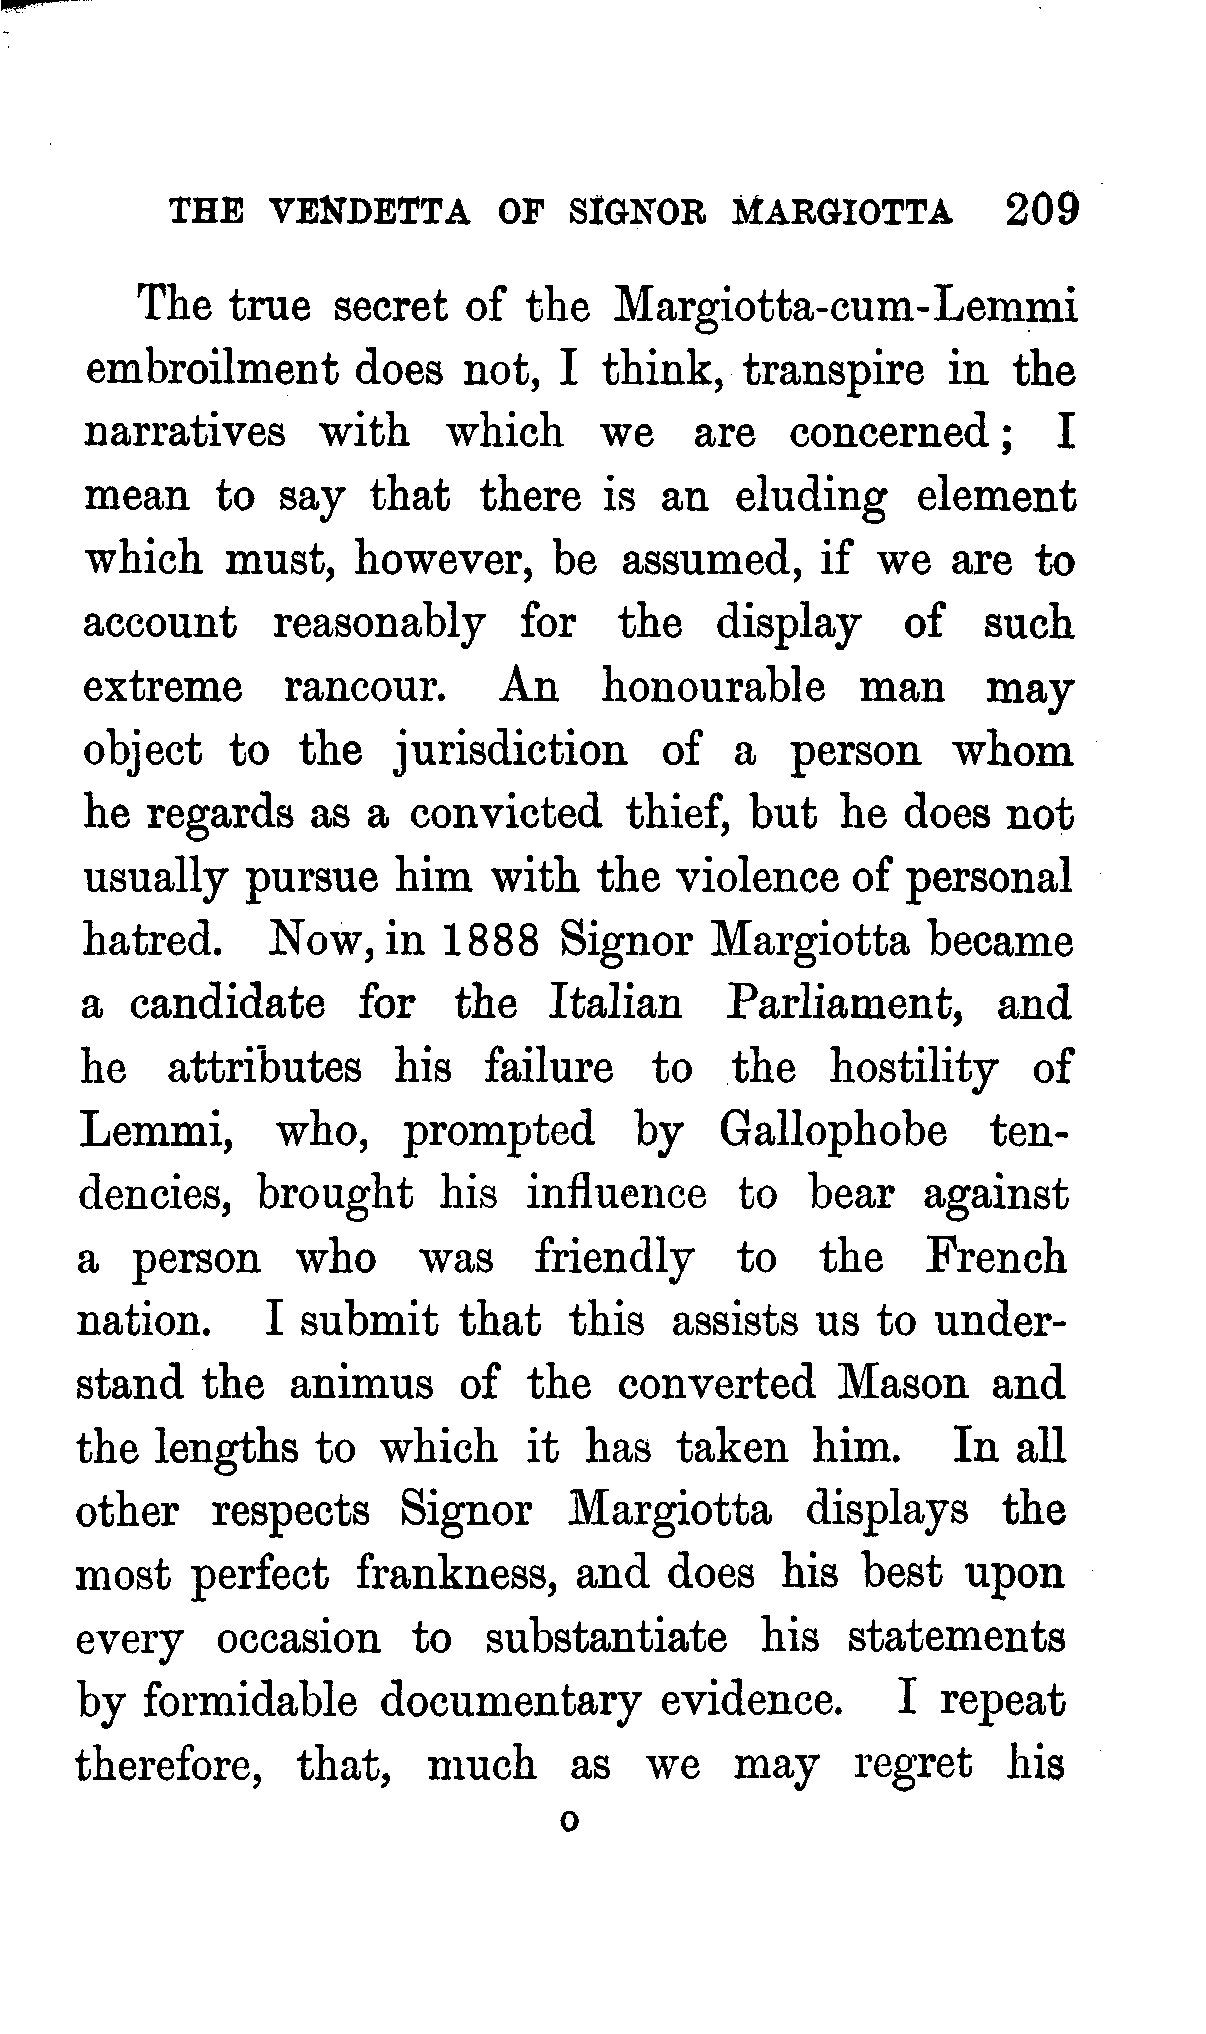 THE VENDETTA OF SIGNOR MARGIOTTA 209
The true secret of the Margiotta-cum-Lemmi
embroilment does not, I think, transpire in the
narratives with which we are concerned; I
mean to say that there is an eluding element
which must, however, be assumed, if we are to
account reasonably for the display of such
extreme rancour. An honourable man may
object to the jurisdiction of a person whom
he regards as a convicted thief, but he does not
usually pursue him with the violence of personal
hatred. Now, in 1888 Signor Margiotta became
a candidate for the Italian Parliament, and
he attributes his failure to the hostility of
Lemmi, who, prompted by Gallophobe ten-
dencies, brought his influence to bear against
a person who was friendly to the French
nation. I submit that this assists us to under-
stand the animus of the converted Mason and
the lengths to which it has taken him. In all
other respects Signor Margiotta displays the
most perfect frankness, and does his best upon
every occasion to substantiate his statements
by formidable documentary evidence. I repeat
therefore, that, much as we may regret his
O